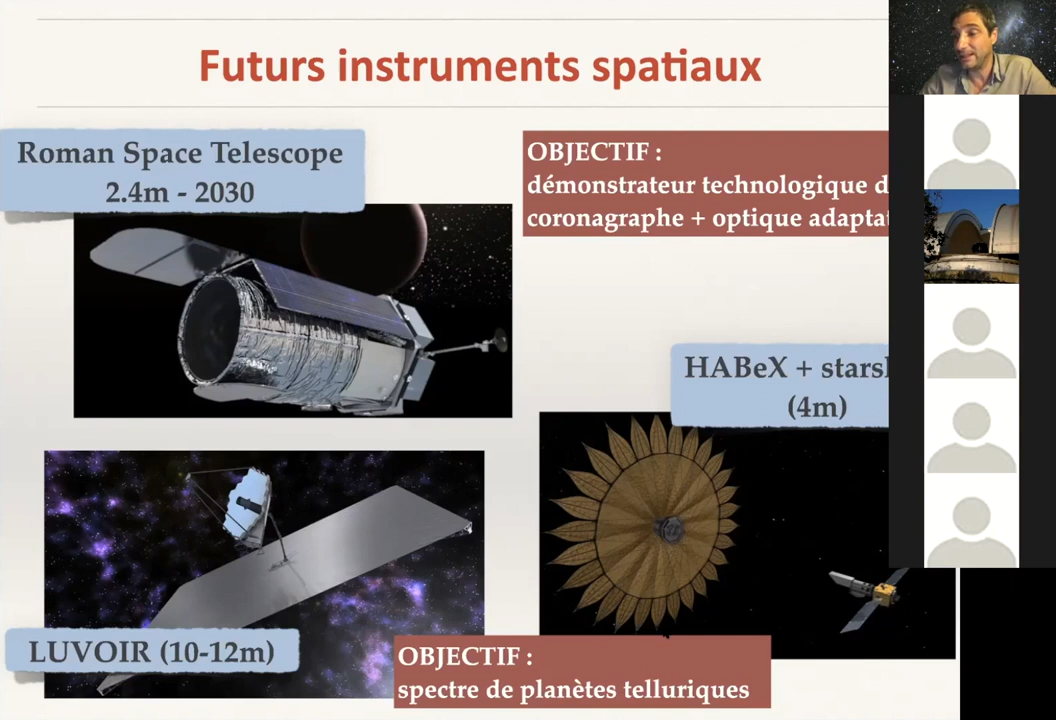 Futurs instruments spatiaux
Roman Space Telescope
2.4m - 2030
OBJECTIF :
démonstrateur technologique
coronagraphe + optique
HABeX +
(4m)
LUVOIR (10-12m)
OBJECTIF :
spectre de planètes telluriques